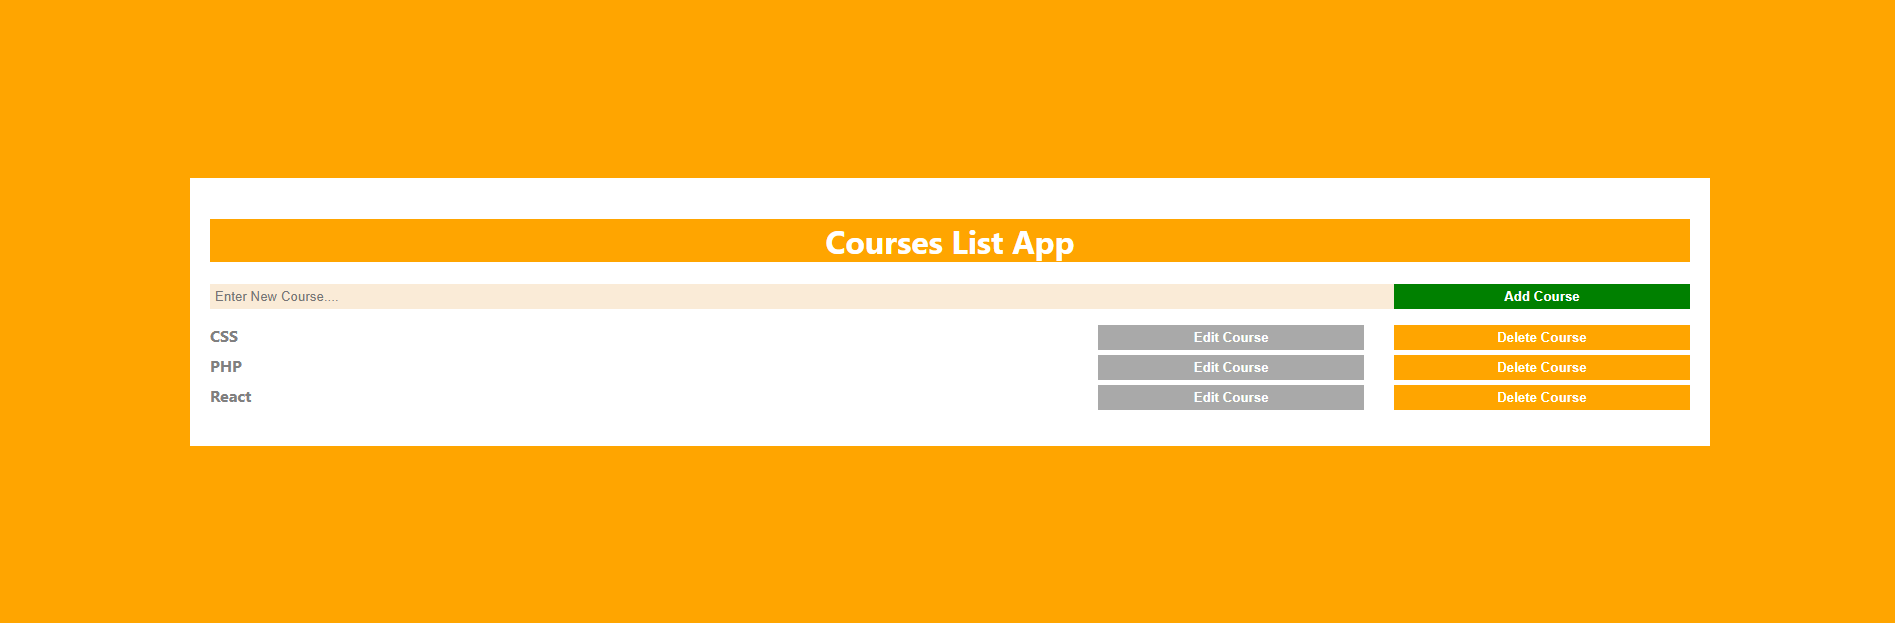 Courses List App
Enter New Course.... Add Course
CSS Edit Course Delete Course
PHP Edit Course Delete Course
React Edit Course Delete Course